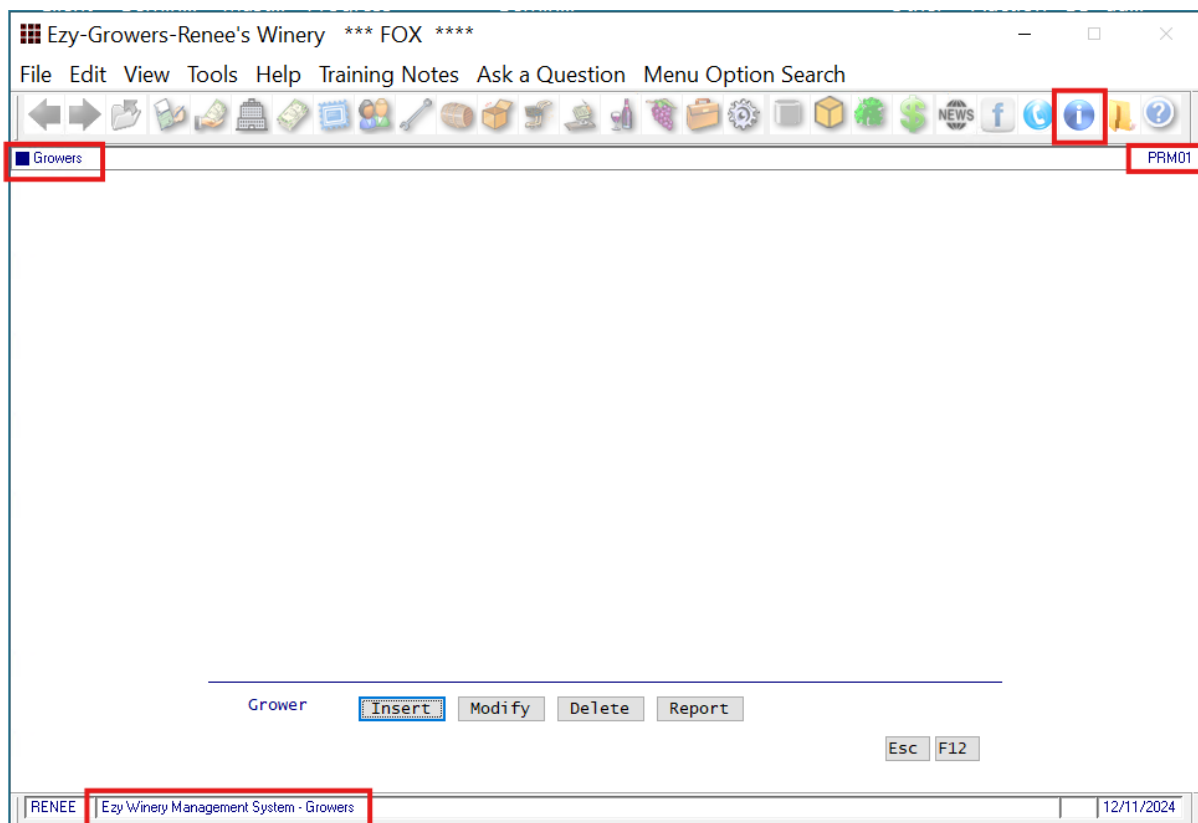 Ezy-Growers-Renee's Winery *** FOX ****
File Edit View Tools Help Training Notes Ask a Question Menu Option Search
NEWS f i ?
Growers PRM01
Grower Insert Modify Delete Report
Esc F12
RENEE Ezy Winery Management System - Growers 12/11/2024